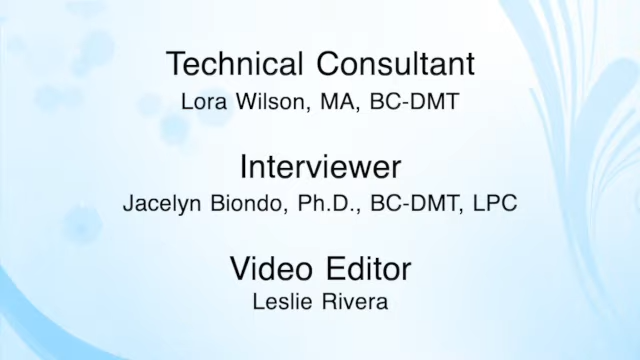 Technical Consultant
Lora Wilson, MA, BC-DMT
Interviewer
Jacelyn Biondo, Ph.D., BC-DMT, LPC
Video Editor
Leslie Rivera